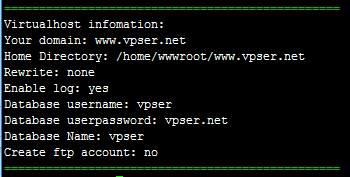 ================================================
Virtualhost infomation:
Your domain: www.vpser.net
Home Directory: /home/wwwroot/www.vpser.net
Rewrite: none
Enable log: yes
Database username: vpser
Database userpassword: vpser.net
Database Name: vpser
Create ftp account: no
================================================